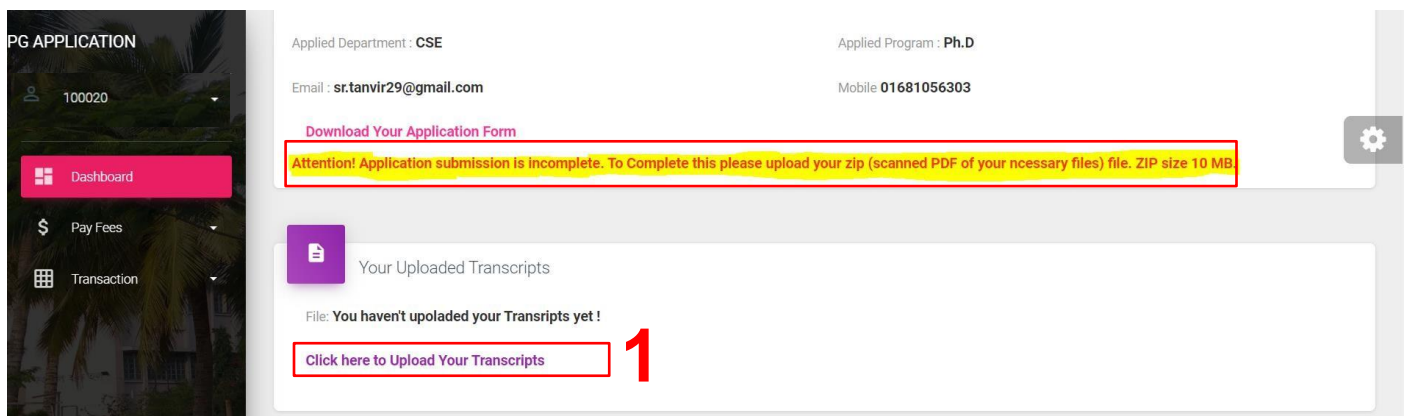 PG APPLICATION
100020
Dashboard
$ Pay Fees
Transaction
Applied Department : CSE
Applied Program : Ph.D
Email : sr.tanvir29@gmail.com
Mobile 01681056303
Download Your Application Form
Attention! Application submission is incomplete. To Complete this please upload your zip (scanned PDF of your ncessary files) file. ZIP size 10 MB.
Your Uploaded Transcripts
File: You haven't upoladed your Transripts yet !
Click here to Upload Your Transcripts
1